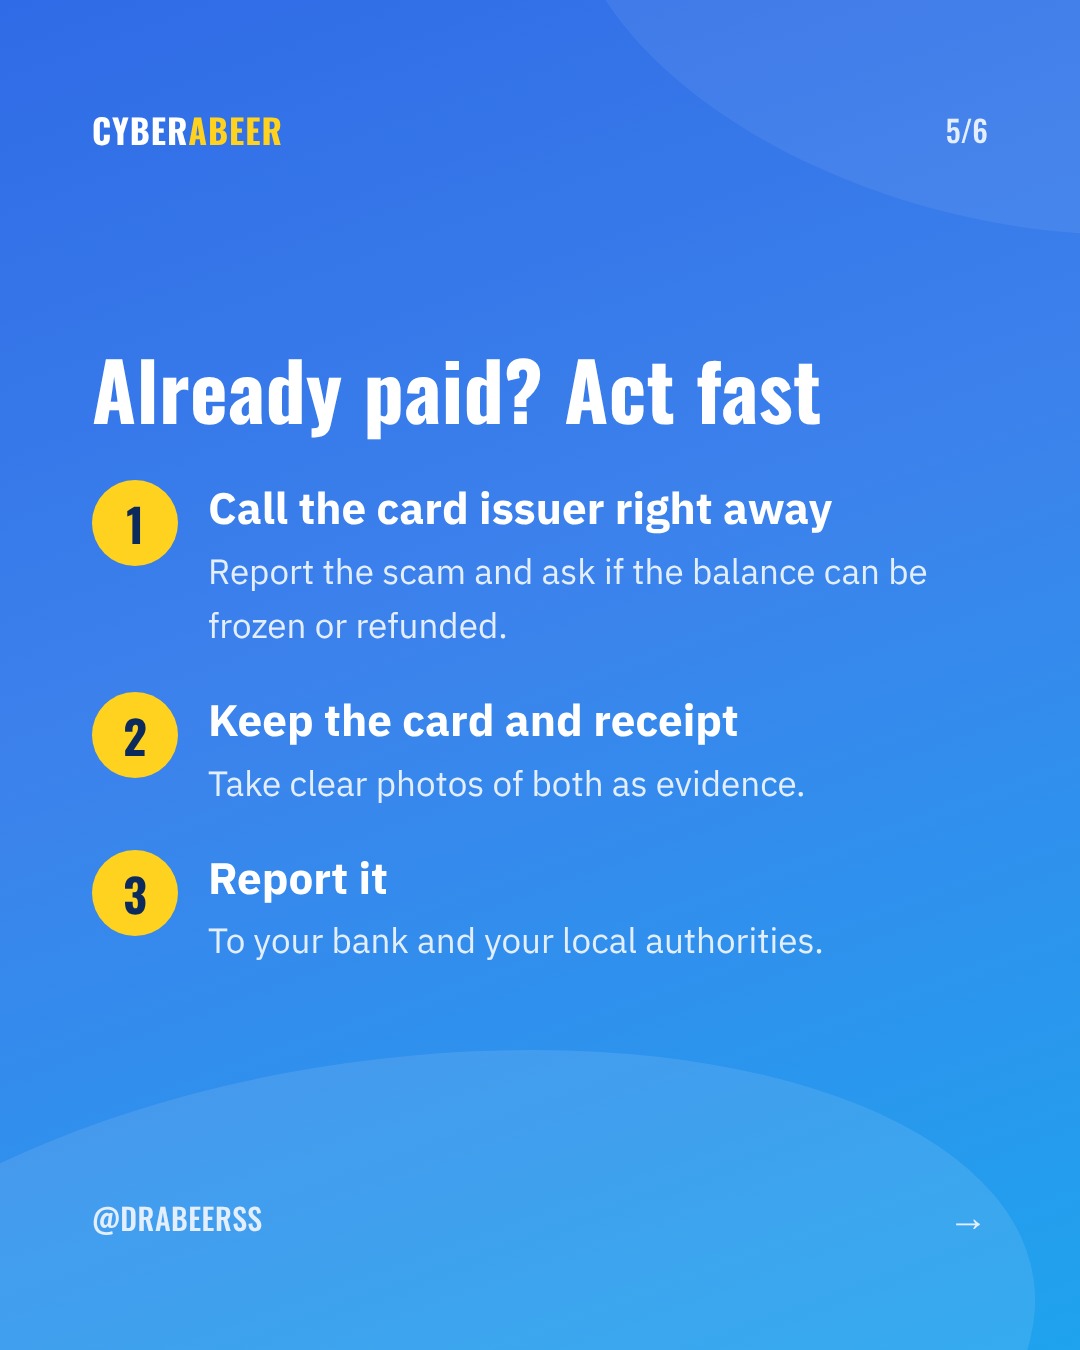 CYBERABEER
5/6
Already paid? Act fast
1
Call the card issuer right away
Report the scam and ask if the balance can be
frozen or refunded.
2
Keep the card and receipt
Take clear photos of both as evidence.
3
Report it
To your bank and your local authorities.
@DRABEERSS
→